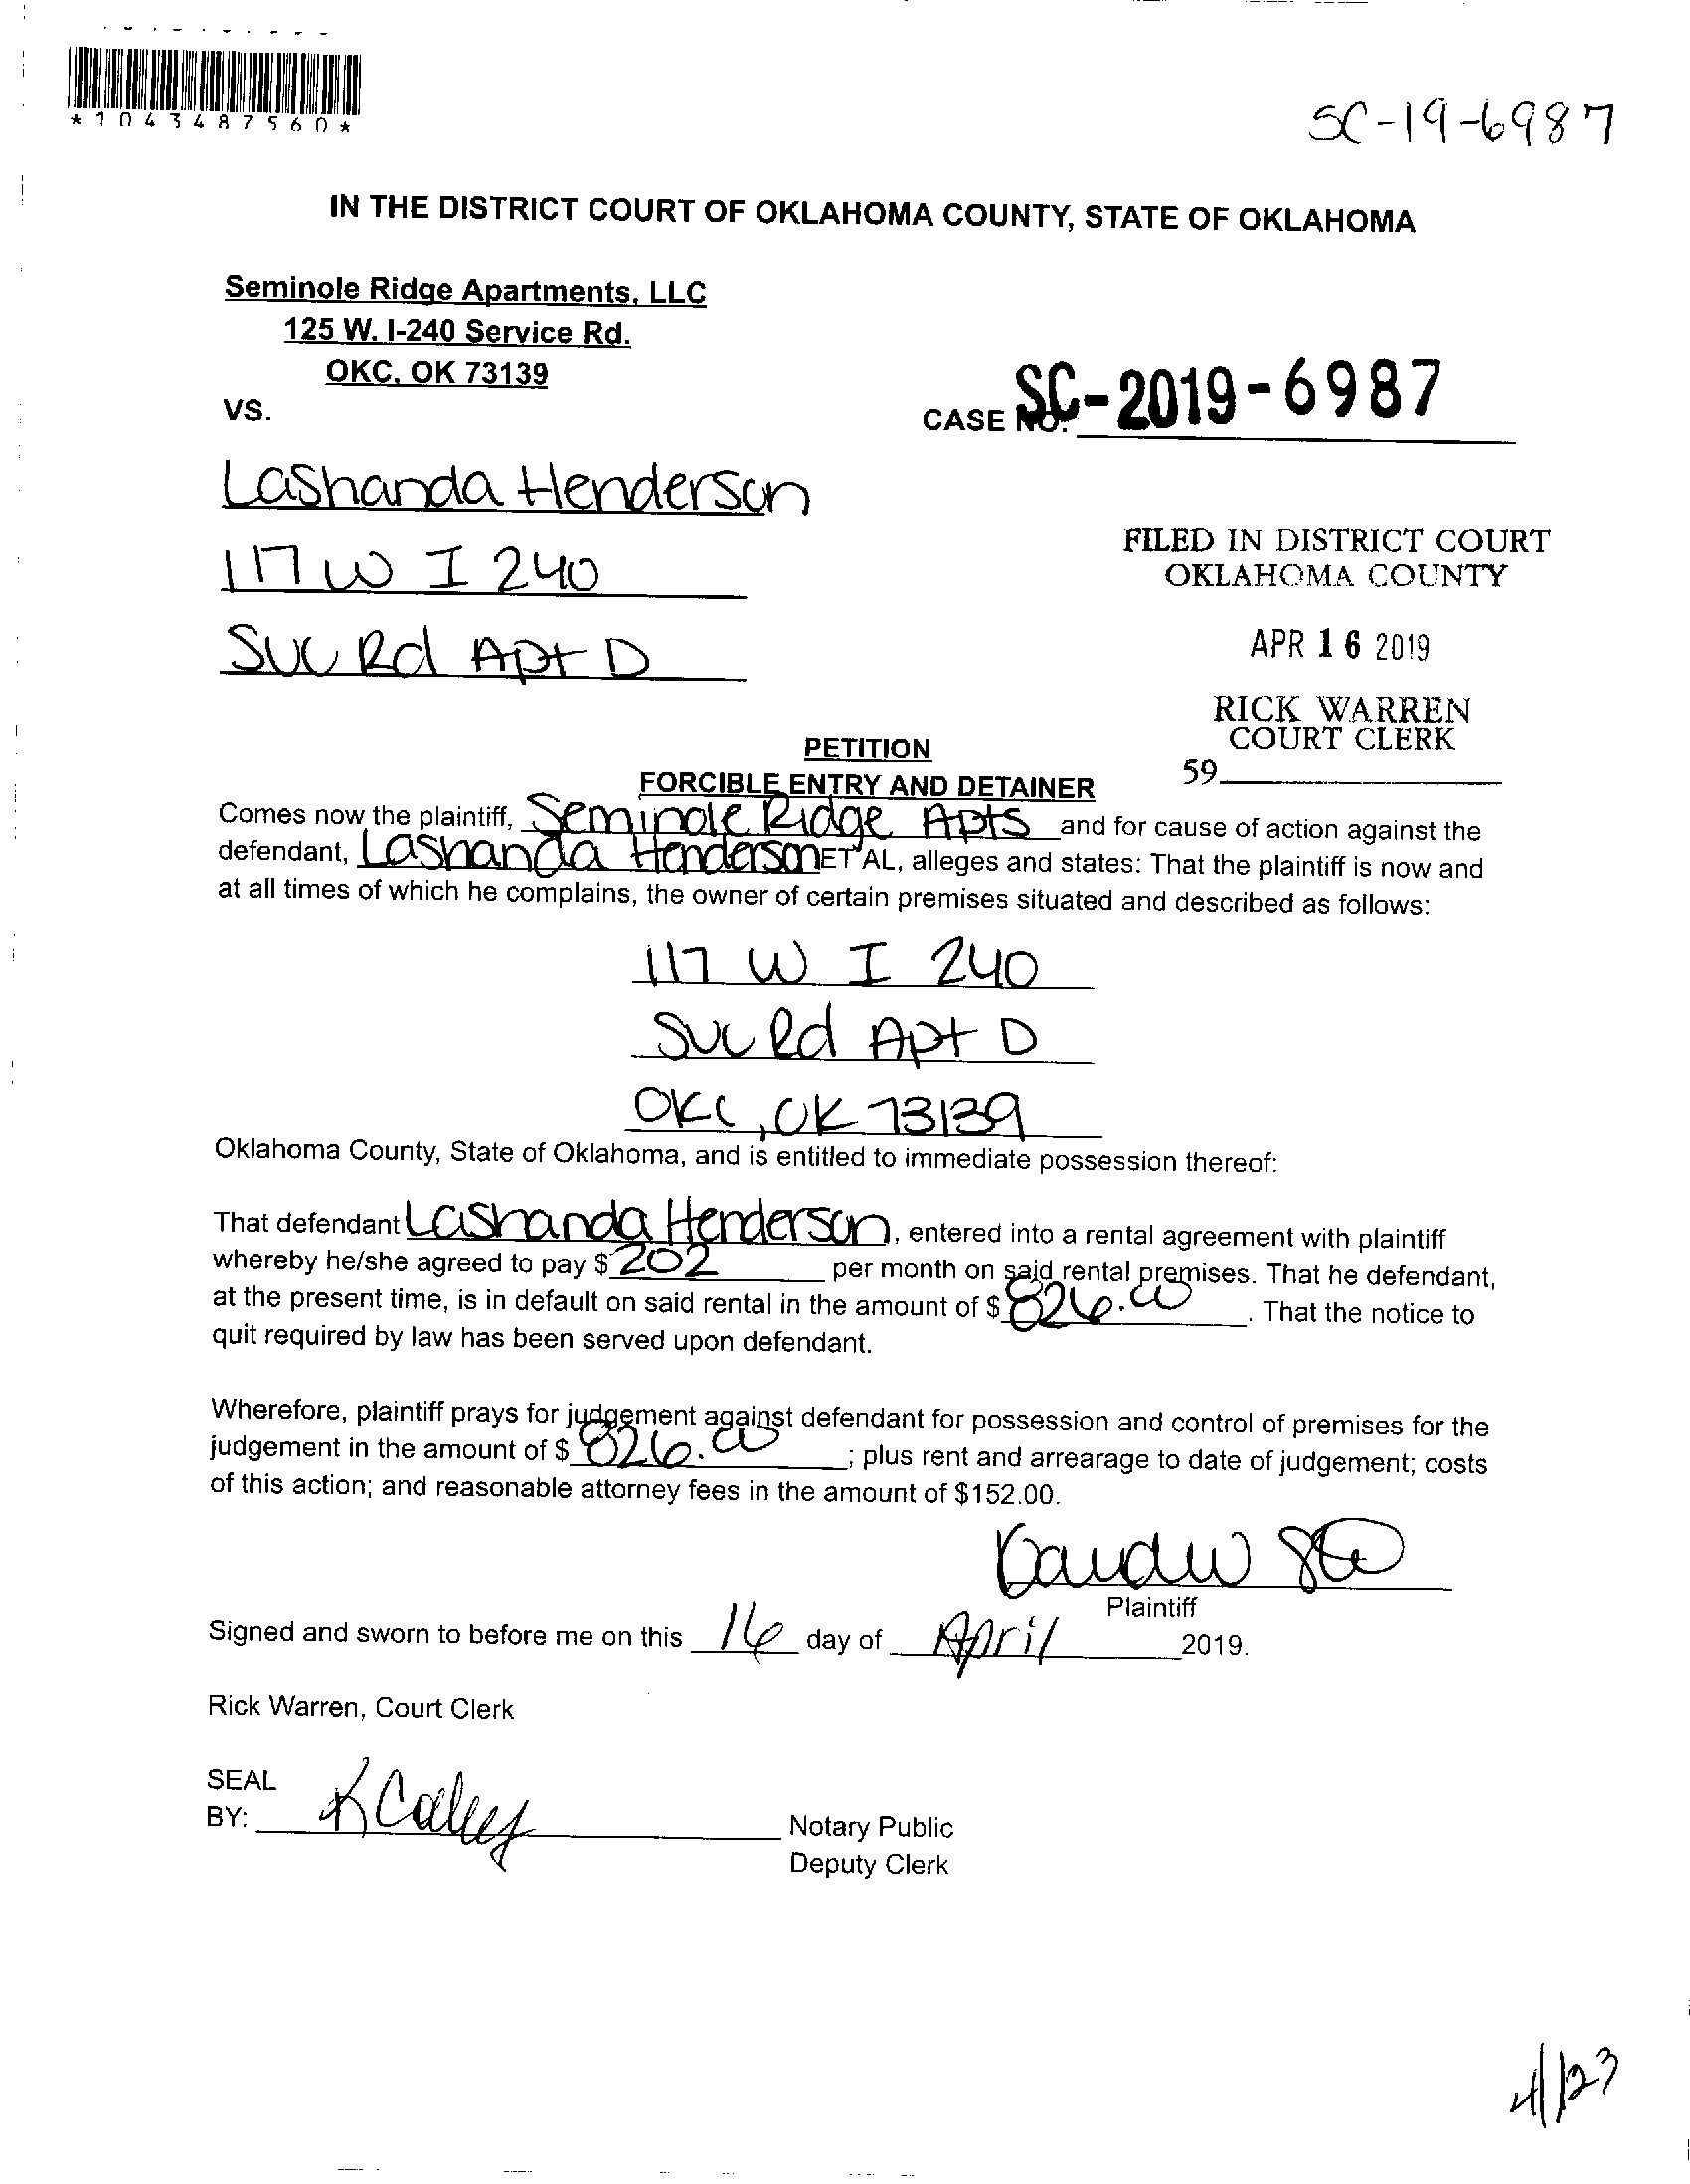 *1043487560*
SC-19-6987
IN THE DISTRICT COURT OF OKLAHOMA COUNTY, STATE OF OKLAHOMA
Seminole Ridge Apartments, LLC
125 W. I-240 Service Rd.
OKC, OK 73139
VS.
CASE NO. SC-2019-6987
LaShanda Henderson
117 W I 240
Svc Rd Apt D
FILED IN DISTRICT COURT
OKLAHOMA COUNTY
APR 16 2019
RICK WARREN
COURT CLERK
59
PETITION
FORCIBLE ENTRY AND DETAINER
Comes now the plaintiff, Seminole Ridge Apts and for cause of action against the
defendant, LaShanda Henderson ET AL, alleges and states: That the plaintiff is now and
at all times of which he complains, the owner of certain premises situated and described as follows:
117 W I 240
Svc Rd Apt D
OKC, OK 73139
Oklahoma County, State of Oklahoma, and is entitled to immediate possession thereof:
That defendant LaShanda Henderson, entered into a rental agreement with plaintiff
whereby he/she agreed to pay $ 202 per month on said rental premises. That he defendant,
at the present time, is in default on said rental in the amount of $ 826.00. That the notice to
quit required by law has been served upon defendant.
Wherefore, plaintiff prays for judgement against defendant for possession and control of premises for the
judgement in the amount of $ 826.00; plus rent and arrearage to date of judgement; costs
of this action; and reasonable attorney fees in the amount of $152.00.
Plaintiff
Signed and sworn to before me on this 16 day of April 2019.
Rick Warren, Court Clerk
SEAL
BY:
Notary Public
Deputy Clerk
4/23